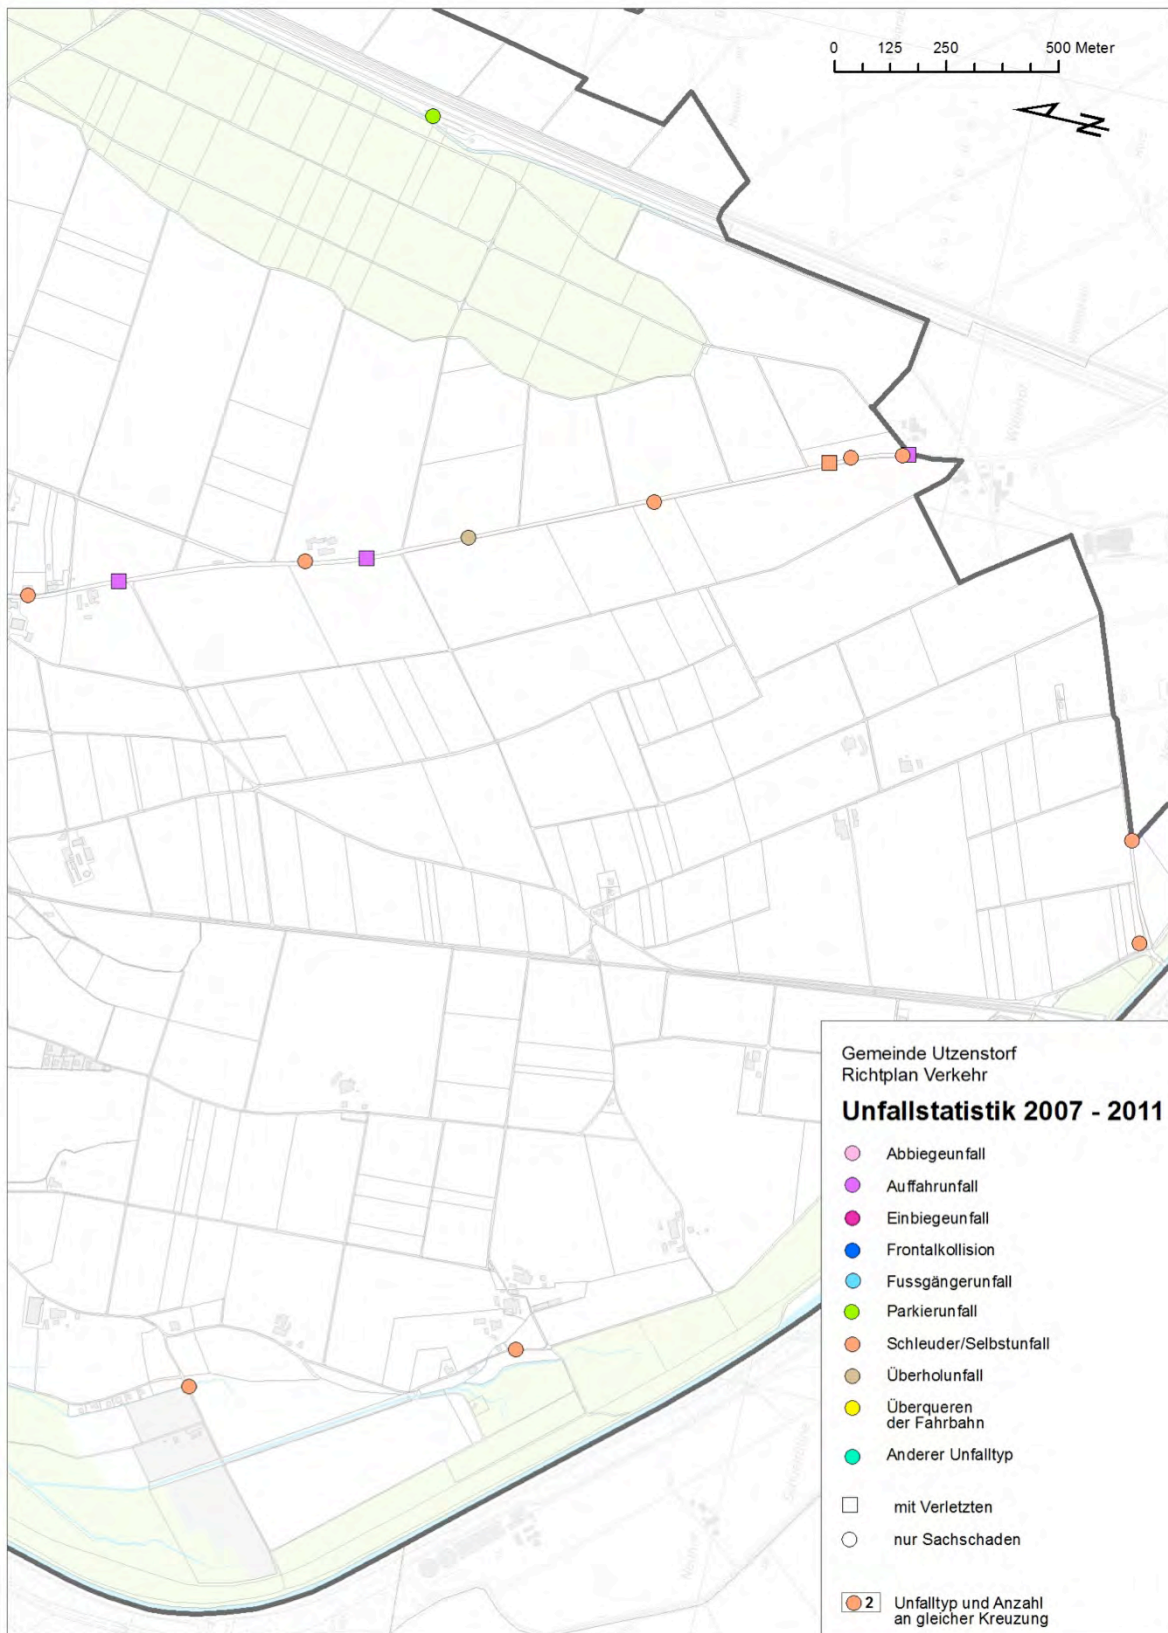 0 125 250 500 Meter
N
Wilerhof
Gemeinde Utzenstorf
Richtplan Verkehr
Unfallstatistik 2007 - 2011
Abbiegeunfall
Auffahrunfall
Einbiegeunfall
Frontalkollision
Fussgängerunfall
Parkierunfall
Schleuder/Selbstunfall
Überholunfall
Überqueren
der Fahrbahn
Anderer Unfalltyp
mit Verletzten
nur Sachschaden
2 Unfalltyp und Anzahl
an gleicher Kreuzung